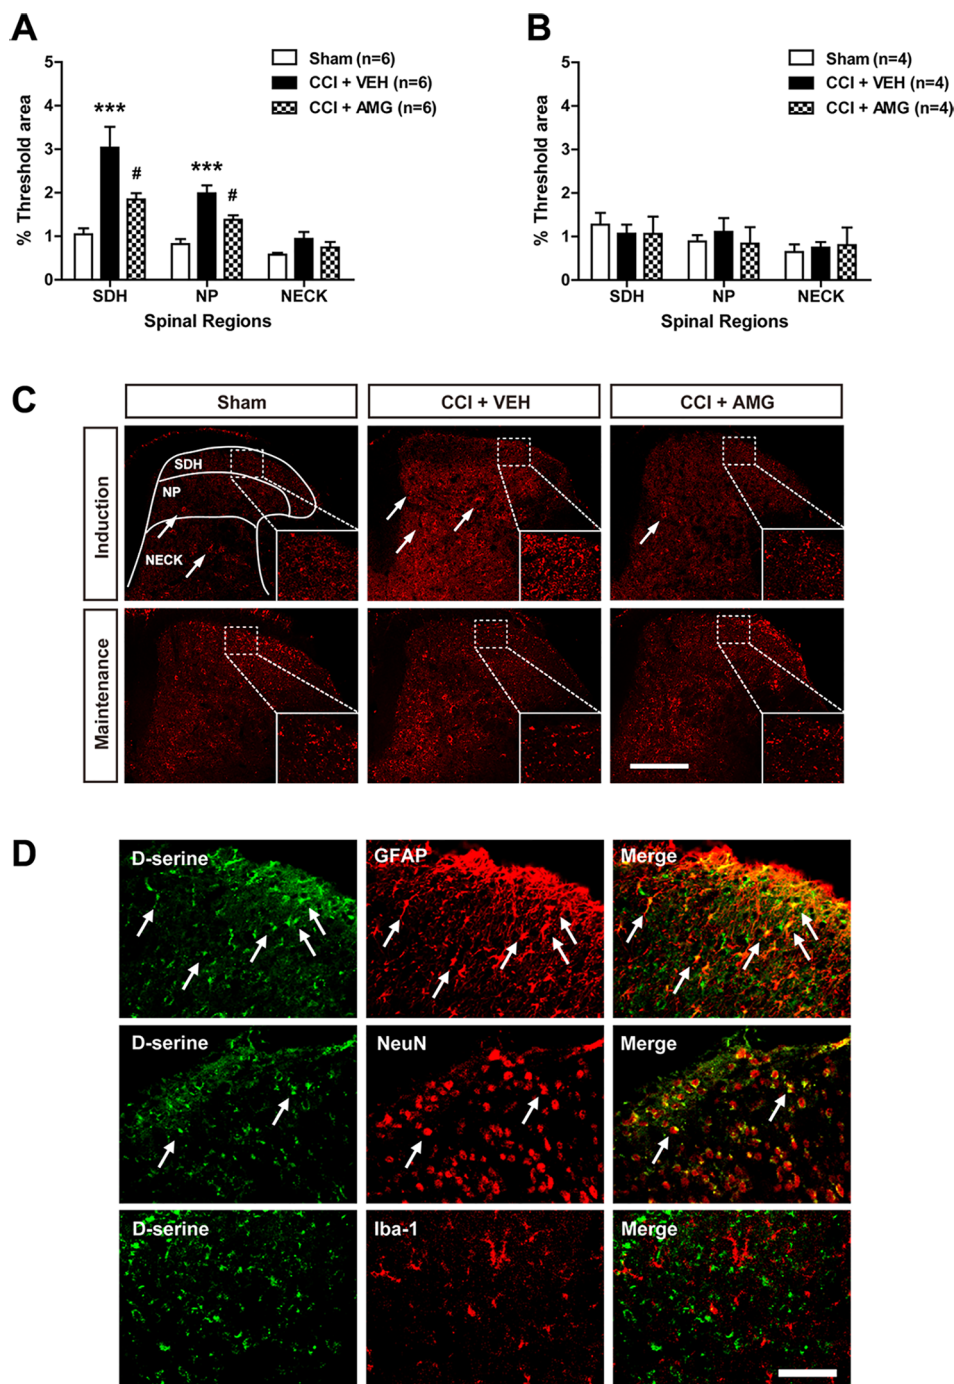 A
Sham (n=6)
CCI + VEH (n=6)
CCI + AMG (n=6)
% Threshold area
5
4
3
2
1
0
***
#
***
#
SDH NP NECK
Spinal Regions
B
Sham (n=4)
CCI + VEH (n=4)
CCI + AMG (n=4)
% Threshold area
5
4
3
2
1
0
SDH NP NECK
Spinal Regions
C
Sham CCI + VEH CCI + AMG
Induction
SDH
NP
NECK
Maintenance
D
D-serine GFAP Merge
D-serine NeuN Merge
D-serine Iba-1 Merge